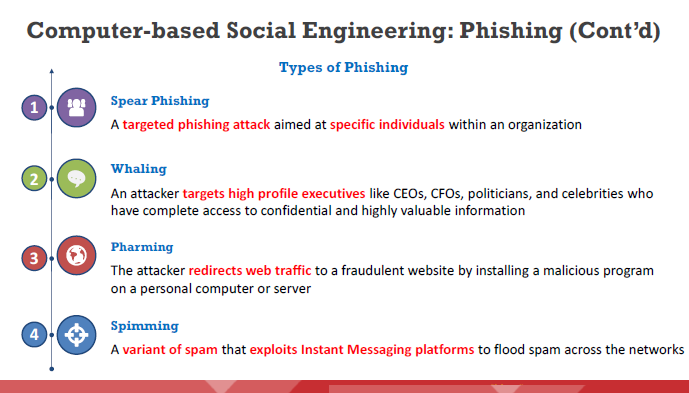 Computer-based Social Engineering: Phishing (Cont’d)
Types of Phishing
1
Spear Phishing
A targeted phishing attack aimed at specific individuals within an organization
2
Whaling
An attacker targets high profile executives like CEOs, CFOs, politicians, and celebrities who
have complete access to confidential and highly valuable information
3
Pharming
The attacker redirects web traffic to a fraudulent website by installing a malicious program
on a personal computer or server
4
Spimming
A variant of spam that exploits Instant Messaging platforms to flood spam across the networks